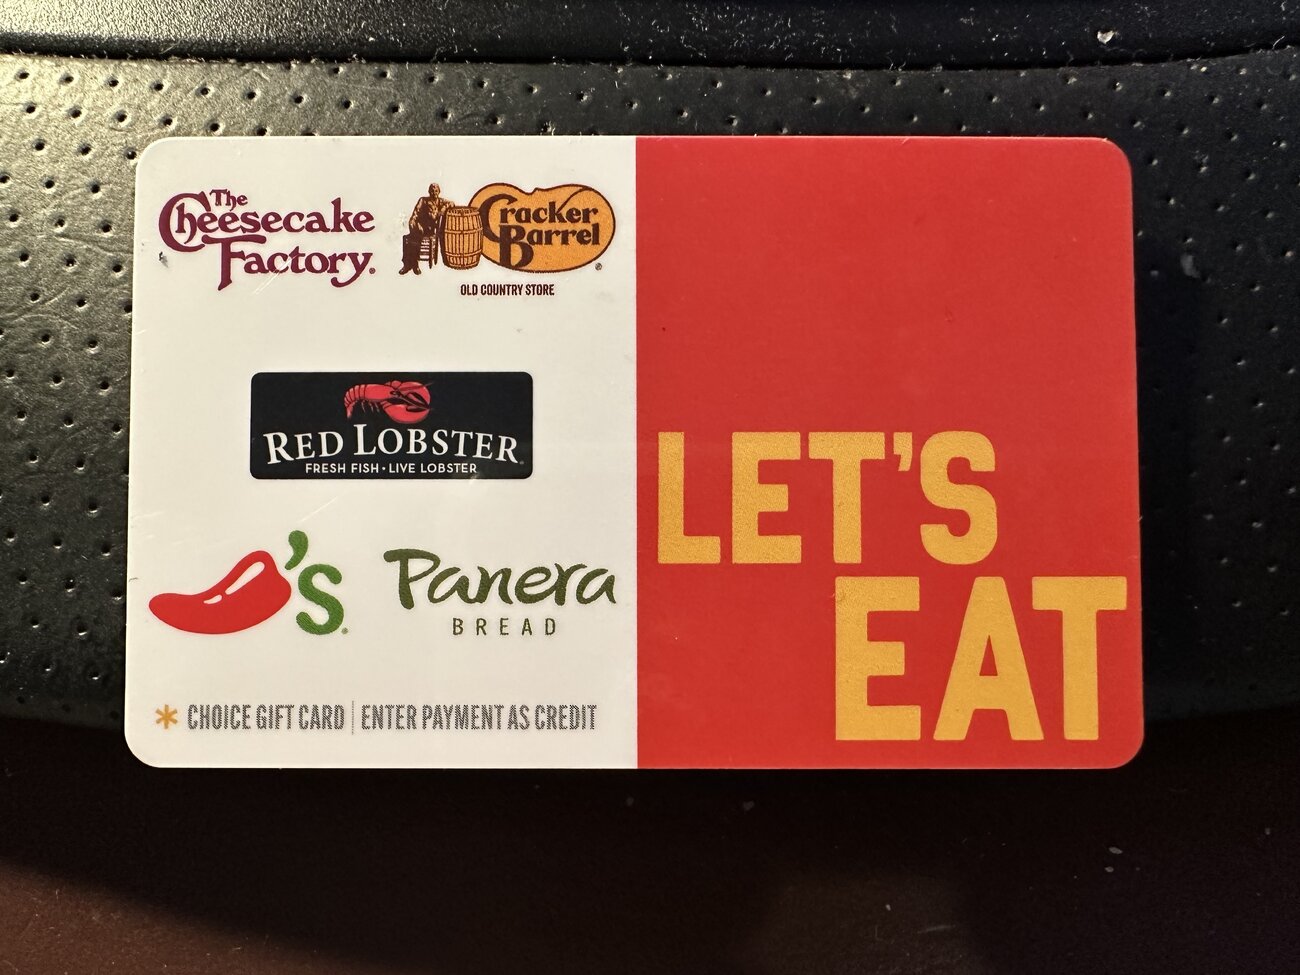 The
Cheesecake
Factory
Cracker
Barrel
OLD COUNTRY STORE
RED LOBSTER
FRESH FISH • LIVE LOBSTER
's
Panera
BREAD
* CHOICE GIFT CARD | ENTER PAYMENT AS CREDIT
LET'S
EAT